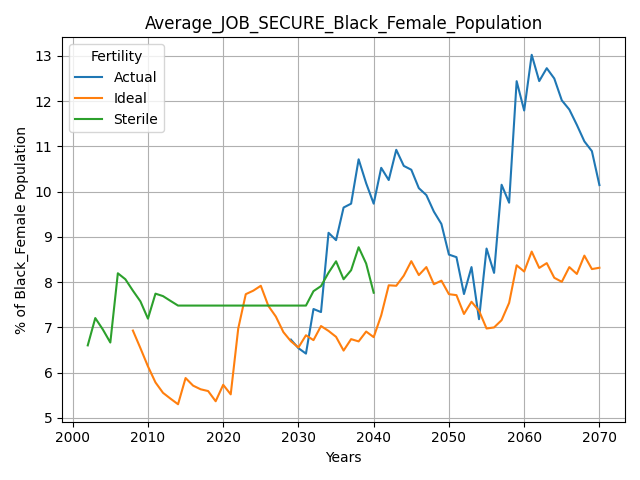 Average_JOB_SECURE_Black_Female_Population
Fertility
Actual
Ideal
Sterile
% of Black_Female Population
13
12
11
10
9
8
7
6
5
2000 2010 2020 2030 2040 2050 2060 2070
Years